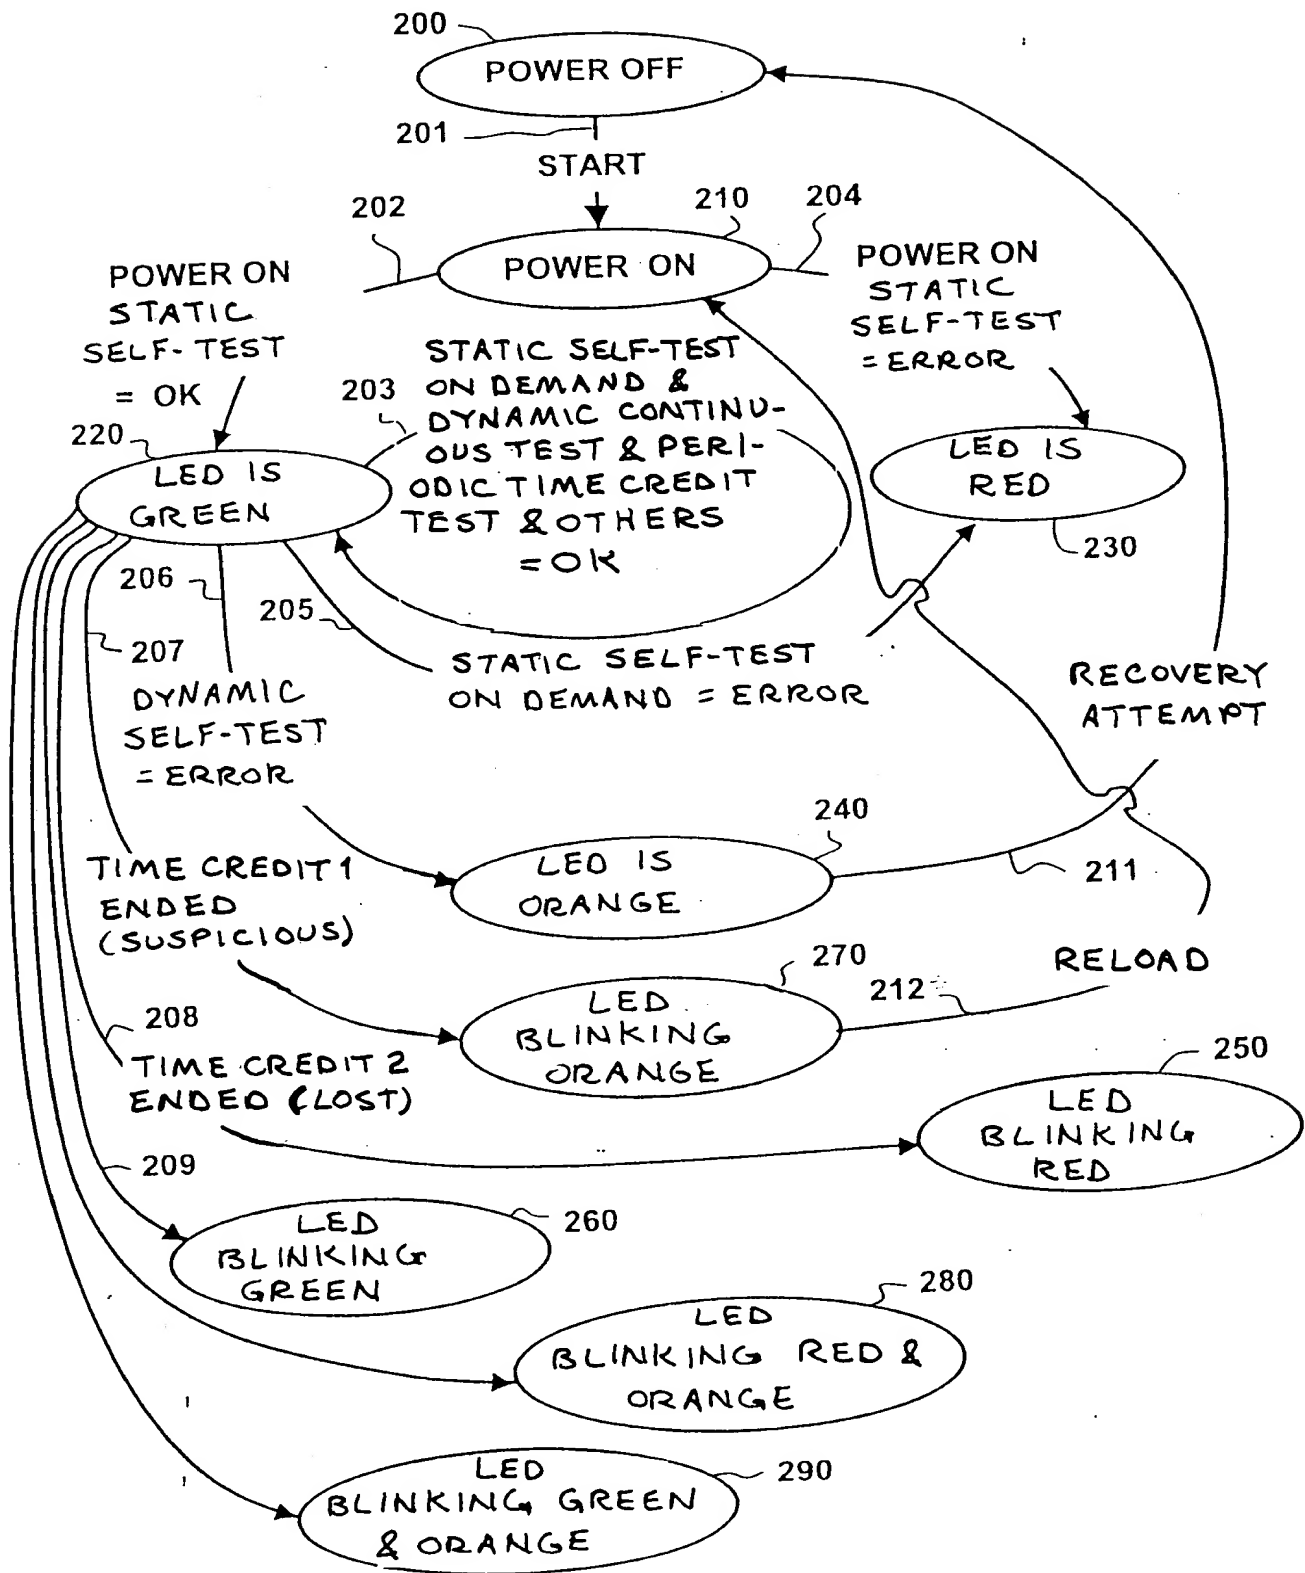 200
POWER OFF
201
START
202
210
204
POWER ON
POWER ON
STATIC
SELF-TEST
= OK
POWER ON
STATIC
SELF-TEST
= ERROR
203
STATIC SELF-TEST
ON DEMAND &
DYNAMIC CONTINU-
OUS TEST & PERI-
ODIC TIME CREDIT
TEST & OTHERS
= OK
220
LED IS
GREEN
LED IS
RED
230
206
205
207
STATIC SELF-TEST
ON DEMAND = ERROR
RECOVERY
ATTEMPT
DYNAMIC
SELF-TEST
= ERROR
240
LED IS
ORANGE
211
TIME CREDIT 1
ENDED
(SUSPICIOUS)
270
LED
BLINKING
ORANGE
212
RELOAD
208
TIME CREDIT 2
ENDED (LOST)
250
LED
BLINKING
RED
209
260
LED
BLINKING
GREEN
280
LED
BLINKING RED &
ORANGE
290
LED
BLINKING GREEN
& ORANGE